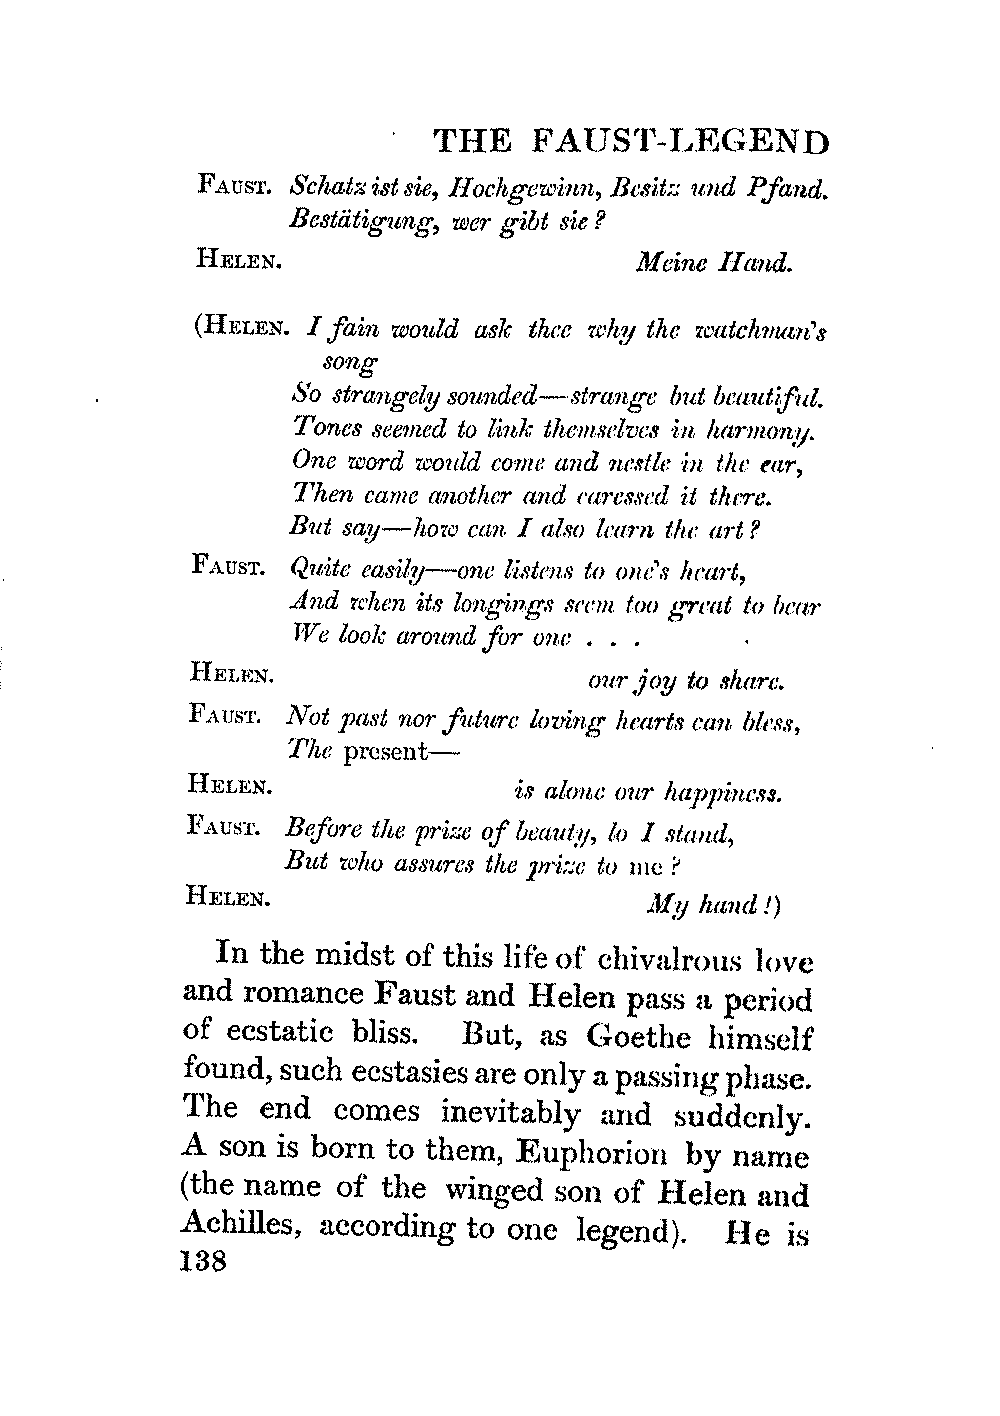 THE FAUST-LEGEND
FAUST. Schatz ist sie, Hochgewinn, Besitz und Pfand.
Bestätigung, wer gibt sie?
HELEN. Meine Hand.
(HELEN. I fain would ask thee why the watchman's
song
So strangely sounded—strange but beautiful.
Tones seemed to link themselves in harmony.
One word would come and nestle in the ear,
Then came another and caressed it there.
But say—how can I also learn the art?
FAUST. Quite easily—one listens to one's heart,
And when its longings seem too great to bear
We look around for one . . .
HELEN. our joy to share.
FAUST. Not past nor future loving hearts can bless,
The present—
HELEN. is alone our happiness.
FAUST. Before the prize of beauty, lo I stand,
But who assures the prize to me?
HELEN. My hand!)
In the midst of this life of chivalrous love
and romance Faust and Helen pass a period
of ecstatic bliss. But, as Goethe himself
found, such ecstasies are only a passing phase.
The end comes inevitably and suddenly.
A son is born to them, Euphorion by name
(the name of the winged son of Helen and
Achilles, according to one legend). He is
138